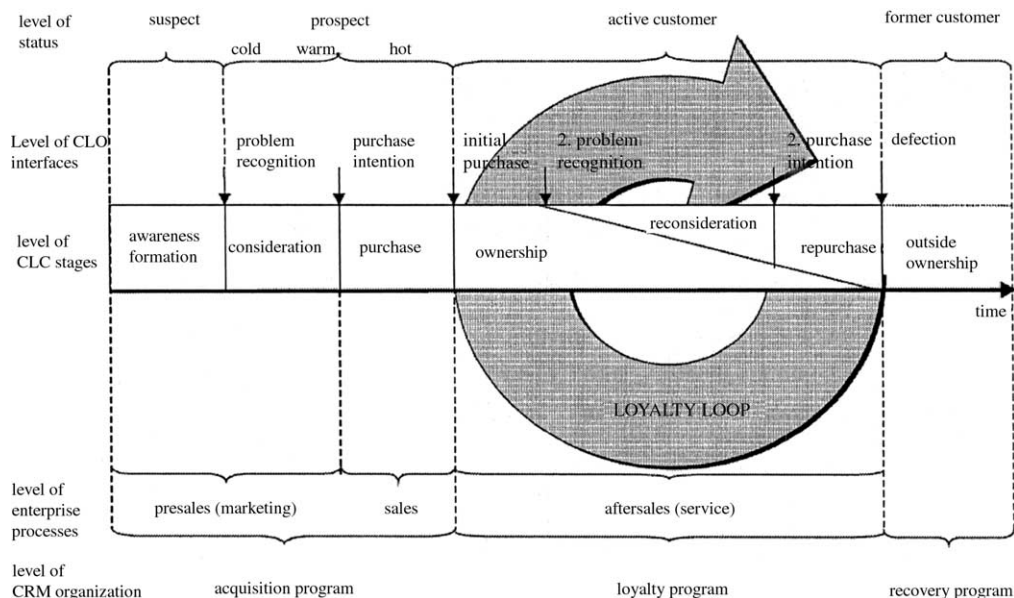 level of
status
suspect
prospect
active customer
former customer
cold
warm
hot
Level of CLO
interfaces
problem
recognition
purchase
intention
initial
purchase
2. problem
recognition
2. purchase
intention
defection
level of
CLC stages
awareness
formation
consideration
purchase
ownership
reconsideration
repurchase
outside
ownership
time
LOYALTY LOOP
level of
enterprise
processes
presales (marketing)
sales
aftersales (service)
level of
CRM organization
acquisition program
loyalty program
recovery program